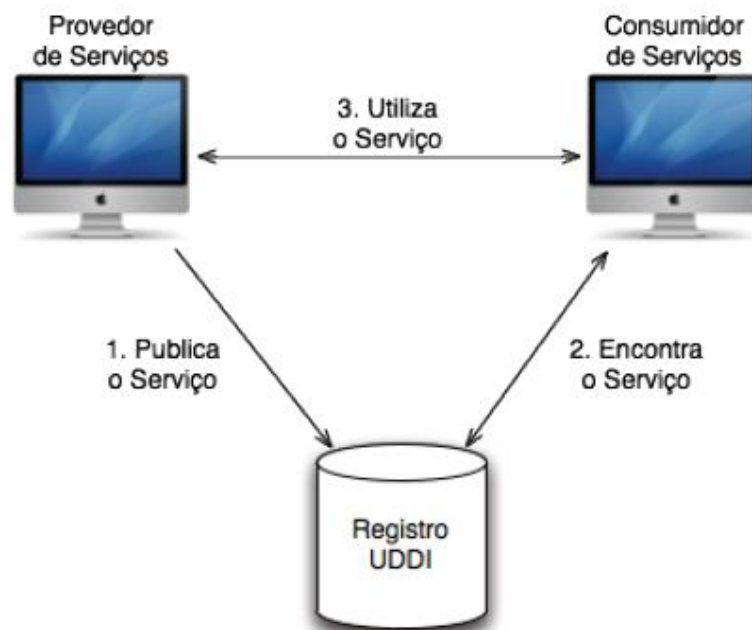 Provedor
de Serviços
Consumidor
de Serviços
3. Utiliza
o Serviço
1. Publica
o Serviço
2. Encontra
o Serviço
Registro
UDDI